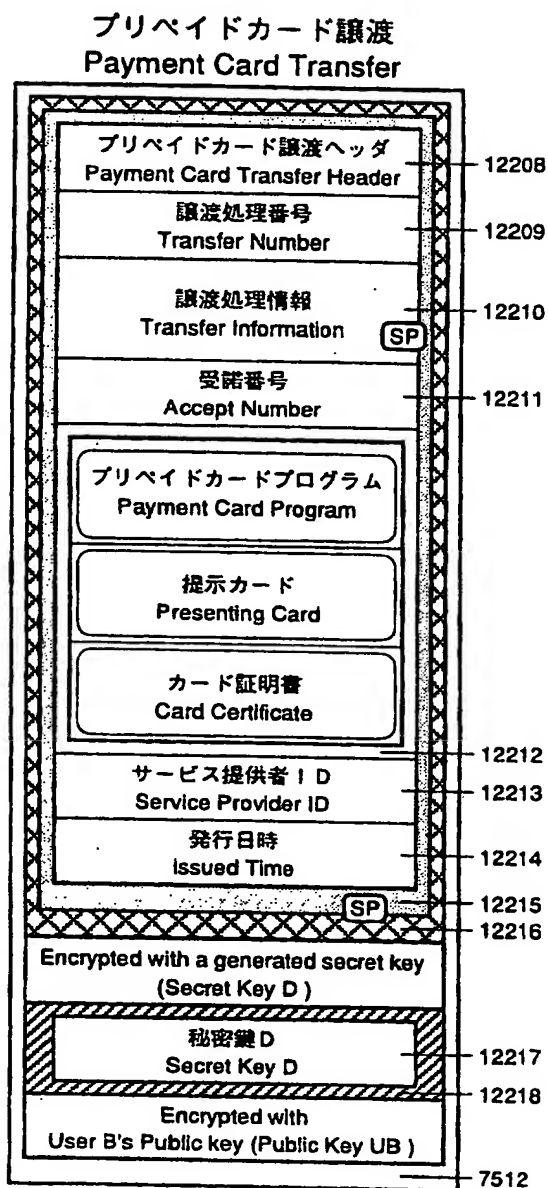 プリペイドカード譲渡
Payment Card Transfer
プリペイドカード譲渡ヘッダ
Payment Card Transfer Header
12208
譲渡処理番号
Transfer Number
12209
譲渡処理情報
Transfer Information
12210
SP
受諾番号
Accept Number
12211
プリペイドカードプログラム
Payment Card Program
提示カード
Presenting Card
カード証明書
Card Certificate
12212
サービス提供者ID
Service Provider ID
12213
発行日時
Issued Time
12214
SP
12215
12216
Encrypted with a generated secret key
(Secret Key D )
秘密鍵D
Secret Key D
12217
12218
Encrypted with
User B's Public key (Public Key UB )
7512